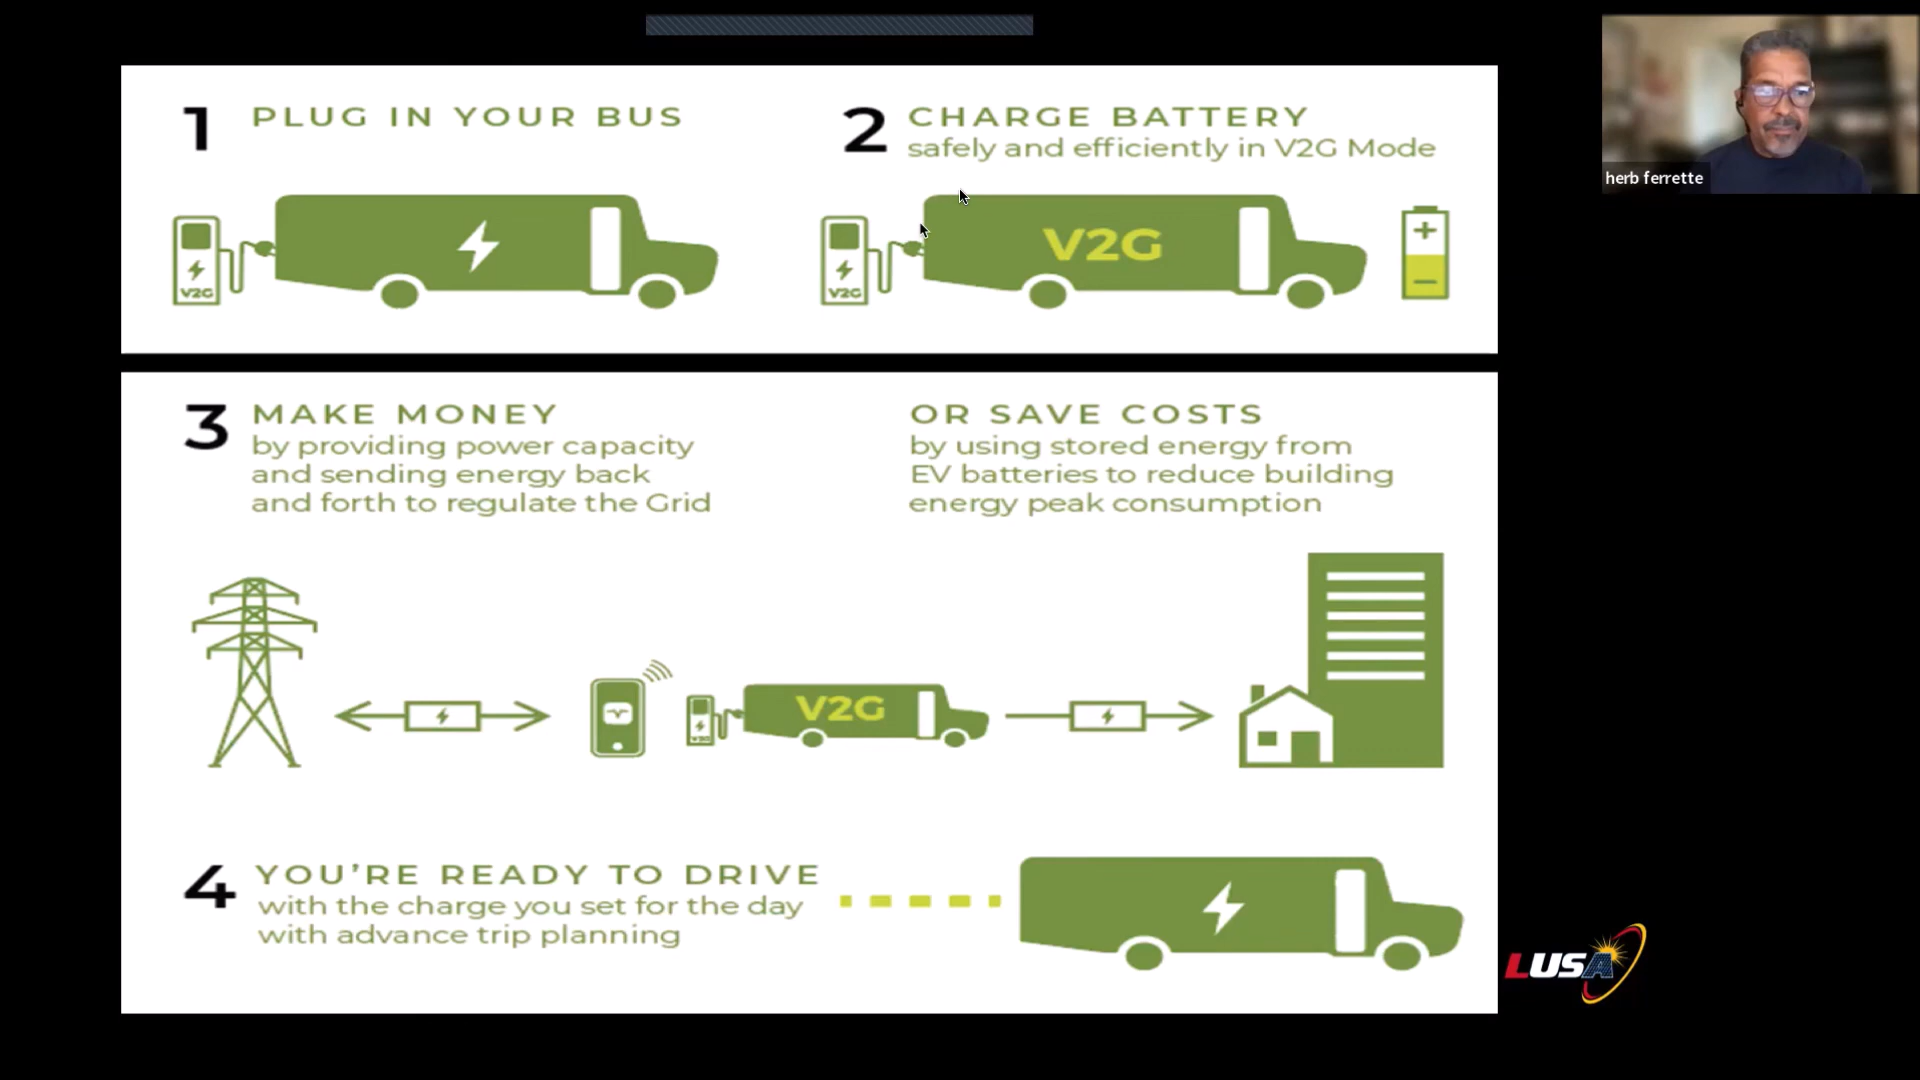 herb ferrette
1 PLUG IN YOUR BUS
2 CHARGE BATTERY
safely and efficiently in V2G Mode
V2G
V2G
V2G
3 MAKE MONEY
by providing power capacity
and sending energy back
and forth to regulate the Grid
OR SAVE COSTS
by using stored energy from
EV batteries to reduce building
energy peak consumption
V2G
V2G
4 YOU'RE READY TO DRIVE
with the charge you set for the day
with advance trip planning
LUSA